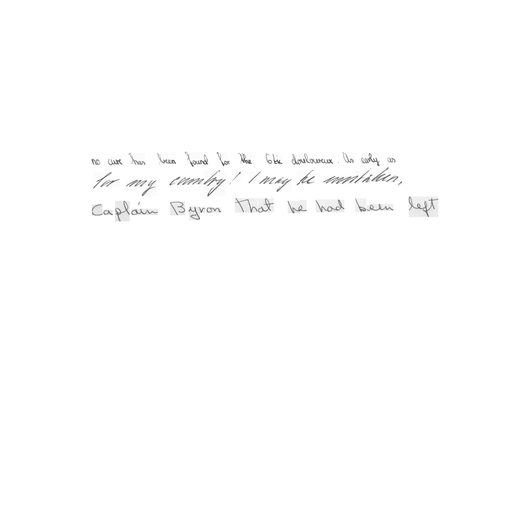 no cure has been found for the tic douloureux. As early as
for my country! I may be mistaken,
Captain Byron that he had been left